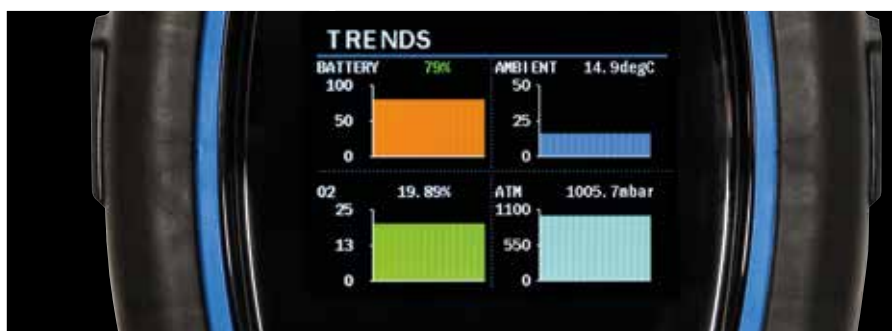 TRENDS
BATTERY 79% AMBIENT 14.9degC
100 50
50 25
0 0
O2 19.89% ATM 1005.7mbar
25 1100
13 550
0 0